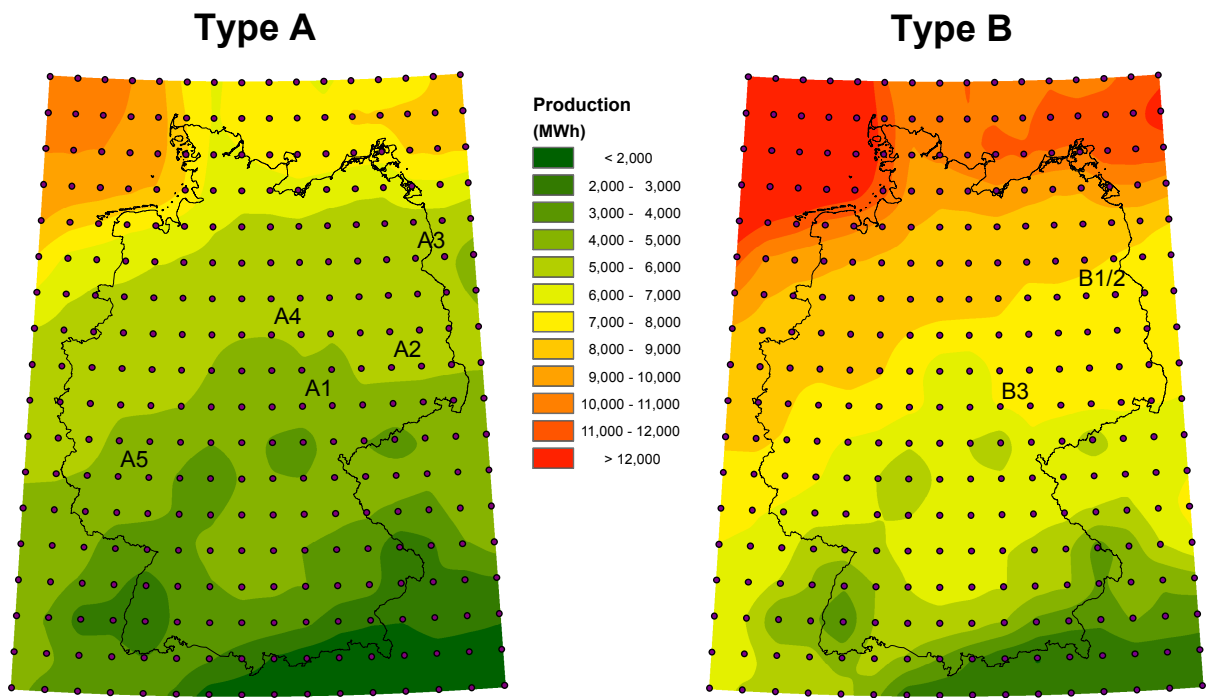 Type A
Type B
Production
(MWh)
< 2,000
2,000 - 3,000
3,000 - 4,000
4,000 - 5,000
5,000 - 6,000
6,000 - 7,000
7,000 - 8,000
8,000 - 9,000
9,000 - 10,000
10,000 - 11,000
11,000 - 12,000
> 12,000
A3
A4
A2
A1
A5
B1/2
B3